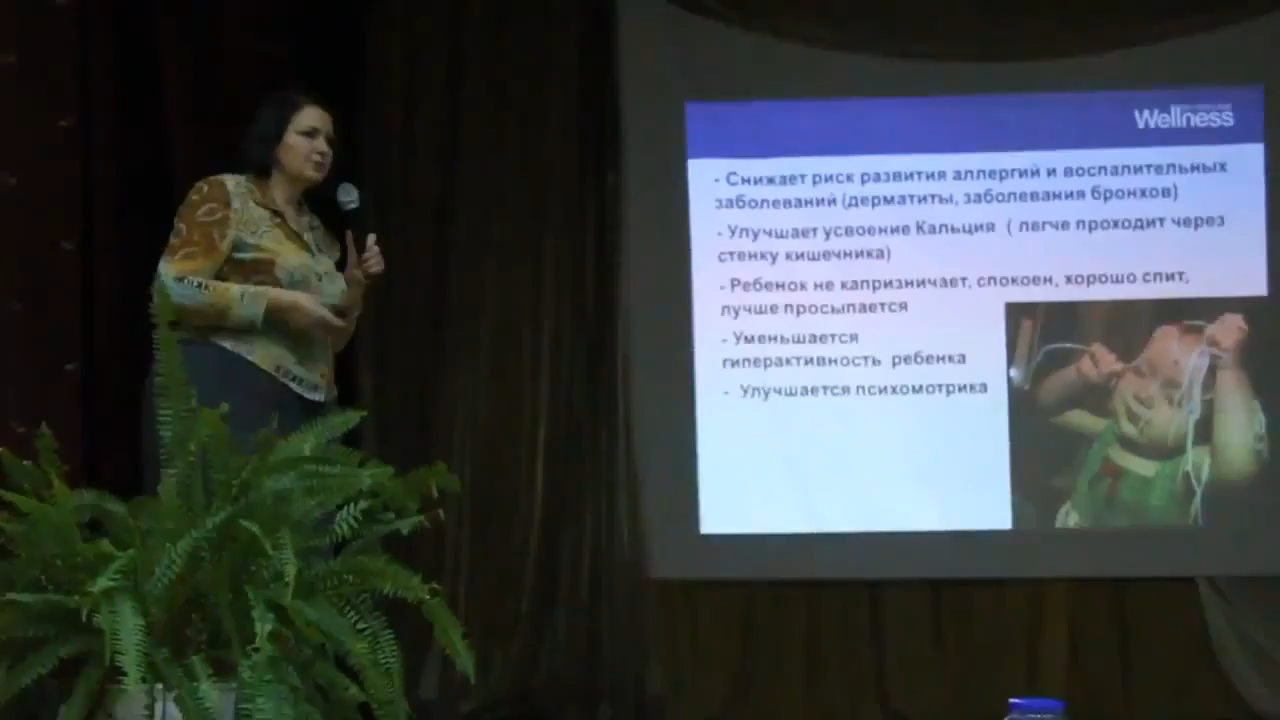 Wellness
- Снижает риск развития аллергий и воспалительных
заболеваний (дерматиты, заболевания бронхов)
- Улучшает усвоение Кальция ( легче проходит через
стенку кишечника)
- Ребенок не капризничает, спокоен, хорошо спит,
лучше просыпается
- Уменьшается
гиперактивность ребенка
- Улучшается психомотрика